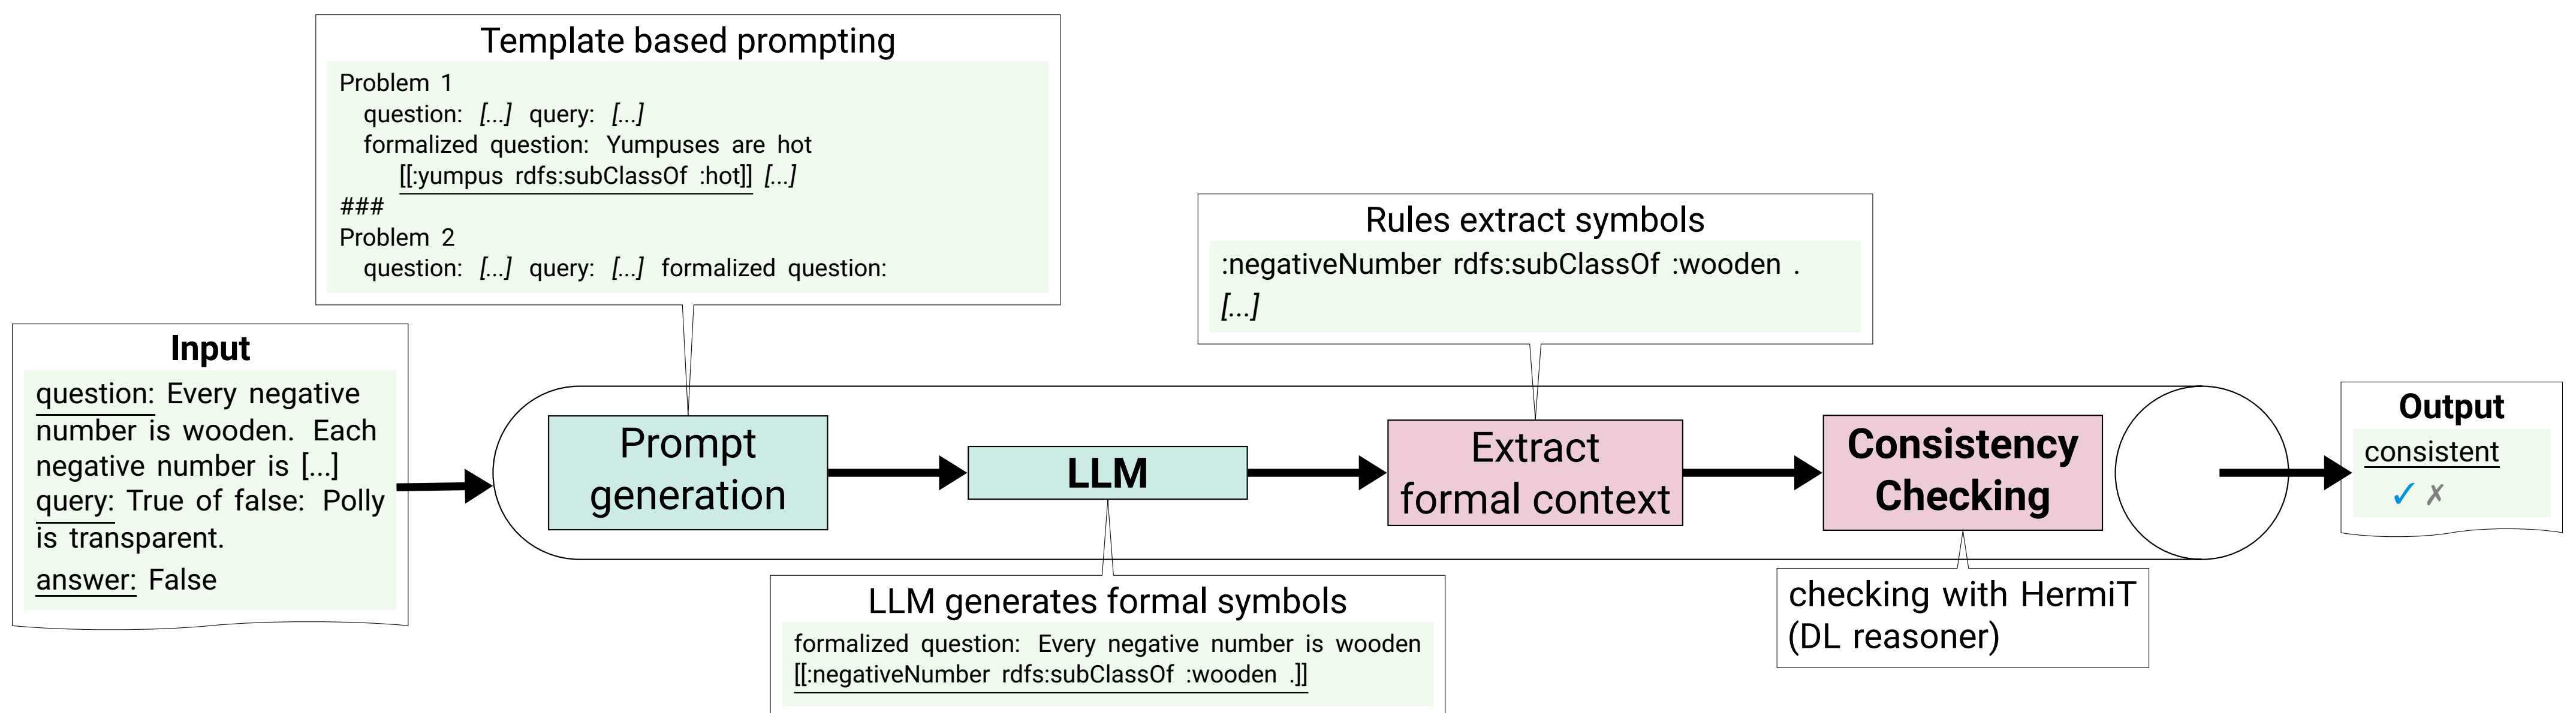 Template based prompting
Problem 1
question: [...] query: [...]
formalized question: Yumpuses are hot
[[:yumpus rdfs:subClassOf :hot]] [...]
###
Problem 2
question: [...] query: [...] formalized question:
Rules extract symbols
:negativeNumber rdfs:subClassOf :wooden .
[...]
Input
question: Every negative
number is wooden. Each
negative number is [...]
query: True of false: Polly
is transparent.
answer: False
Prompt
generation
LLM
Extract
formal context
Consistency
Checking
Output
consistent
✓ ✗
LLM generates formal symbols
formalized question: Every negative number is wooden
[[:negativeNumber rdfs:subClassOf :wooden .]]
checking with HermiT
(DL reasoner)